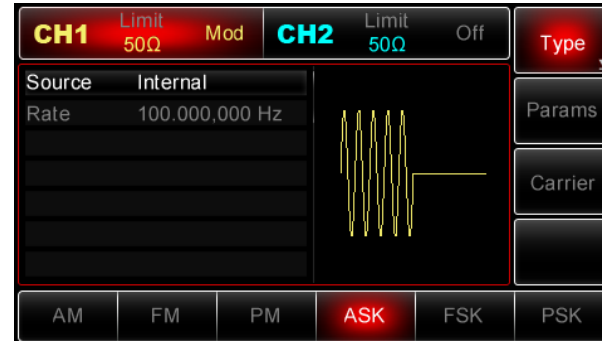 CH1 Limit 50Ω Mod
CH2 Limit 50Ω Off
Type
Source Internal
Rate 100.000,000 Hz
Params
Carrier
AM FM PM ASK FSK PSK